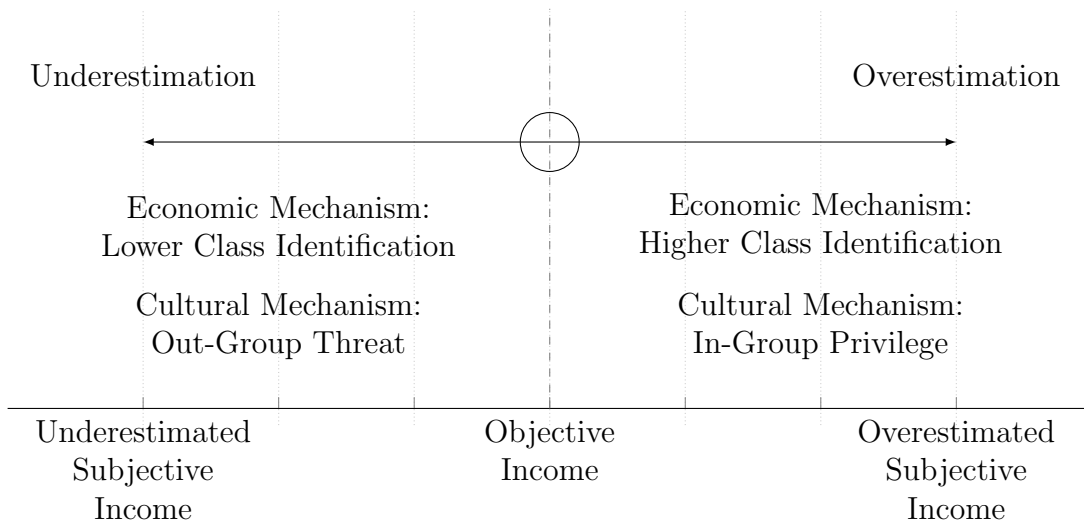 Underestimation
Overestimation
Economic Mechanism:
Lower Class Identification
Economic Mechanism:
Higher Class Identification
Cultural Mechanism:
Out-Group Threat
Cultural Mechanism:
In-Group Privilege
Underestimated
Subjective
Income
Objective
Income
Overestimated
Subjective
Income